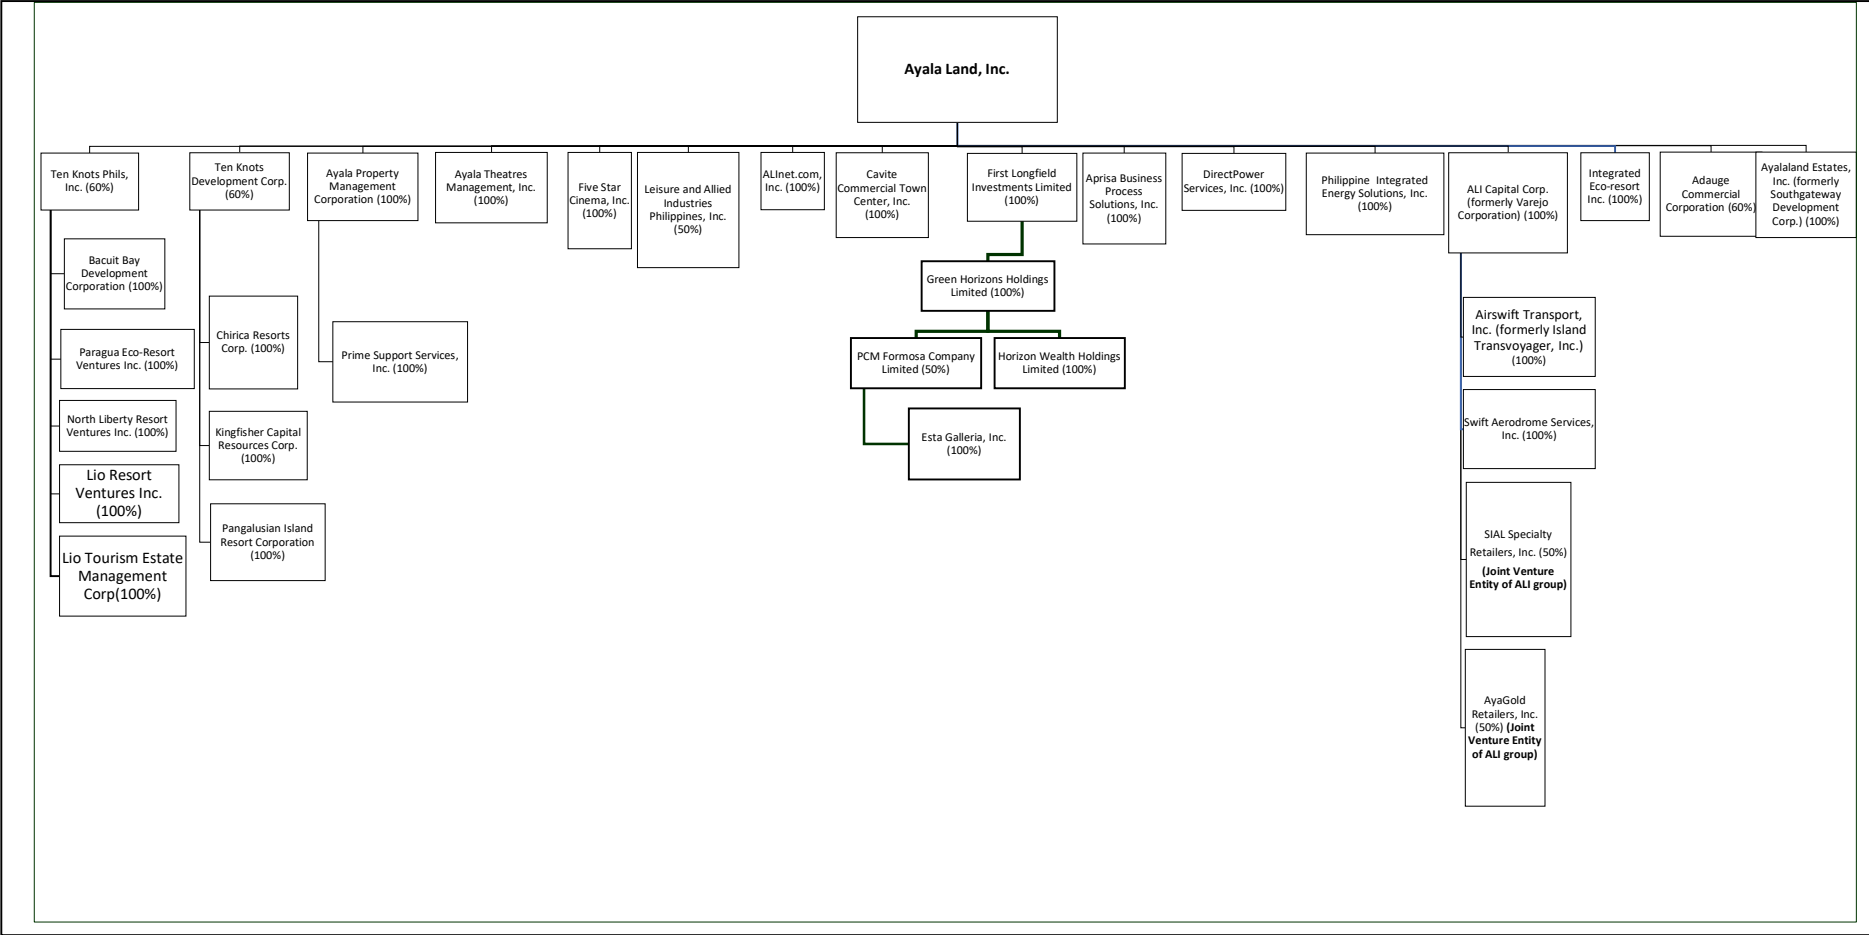 Ayala Land, Inc.
Ten Knots Phils,
Inc. (60%)
Ten Knots
Development Corp.
(60%)
Ayala Property
Management
Corporation (100%)
Ayala Theatres
Management, Inc.
(100%)
Five Star
Cinema, Inc.
(100%)
Leisure and Allied
Industries
Philippines, Inc.
(50%)
ALInet.com,
Inc. (100%)
Cavite
Commercial Town
Center, Inc.
(100%)
First Longfield
Investments Limited
(100%)
Aprisa Business
Process
Solutions, Inc.
(100%)
DirectPower
Services, Inc. (100%)
Philippine Integrated
Energy Solutions, Inc.
(100%)
ALI Capital Corp.
(formerly Varejo
Corporation) (100%)
Integrated
Eco-resort
Inc. (100%)
Adauge
Commercial
Corporation (60%)
Ayalaland Estates,
Inc. (formerly
Southgateway
Development
Corp.) (100%)
Bacuit Bay
Development
Corporation (100%)
Paragua Eco-Resort
Ventures Inc. (100%)
North Liberty Resort
Ventures Inc. (100%)
Lio Resort
Ventures Inc.
(100%)
Lio Tourism Estate
Management
Corp(100%)
Chirica Resorts
Corp. (100%)
Kingfisher Capital
Resources Corp.
(100%)
Pangalusian Island
Resort Corporation
(100%)
Prime Support Services,
Inc. (100%)
Green Horizons Holdings
Limited (100%)
PCM Formosa Company
Limited (50%)
Horizon Wealth Holdings
Limited (100%)
Esta Galleria, Inc.
(100%)
Airswift Transport,
Inc. (formerly Island
Transvoyager, Inc.)
(100%)
Swift Aerodrome Services,
Inc. (100%)
SIAL Specialty
Retailers, Inc. (50%)
(Joint Venture
Entity of ALI group)
AyaGold
Retailers, Inc.
(50%) (Joint
Venture Entity
of ALI group)